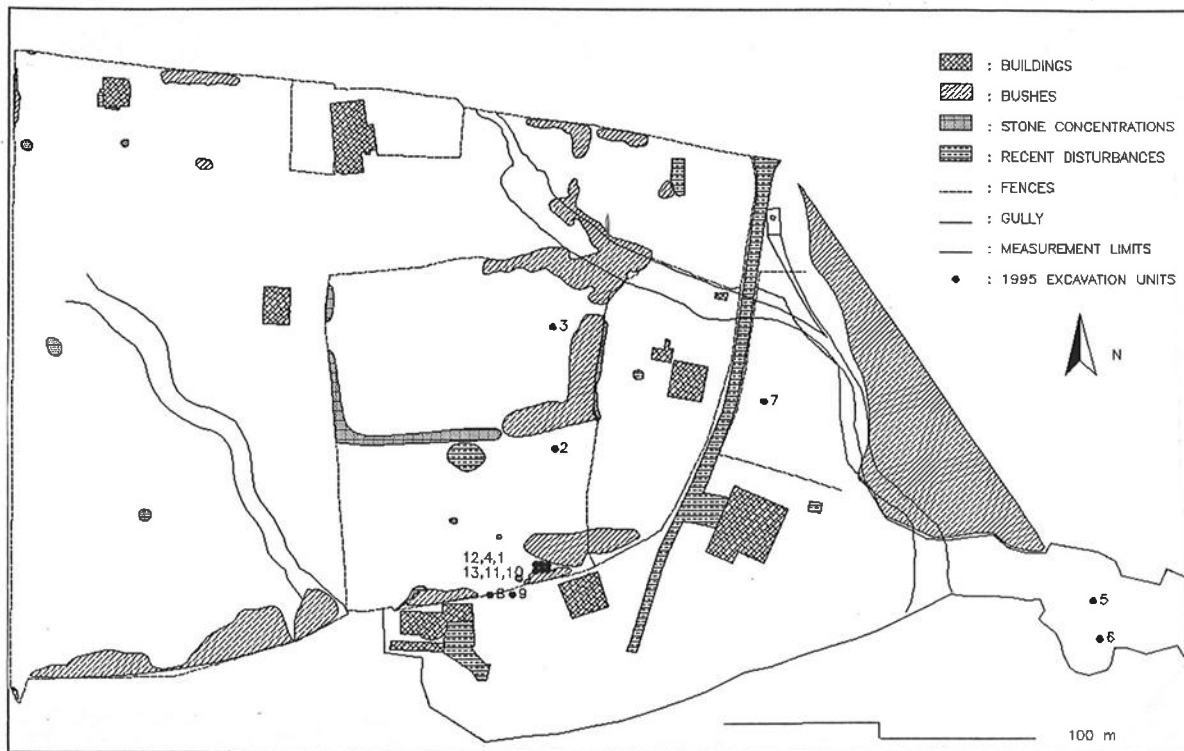 : BUILDINGS
: BUSHES
: STONE CONCENTRATIONS
: RECENT DISTURBANCES
: FENCES
: GULLY
: MEASUREMENT LIMITS
: 1995 EXCAVATION UNITS
N
3
7
2
12,4,1
13,11,10
8
9
5
6
100 m